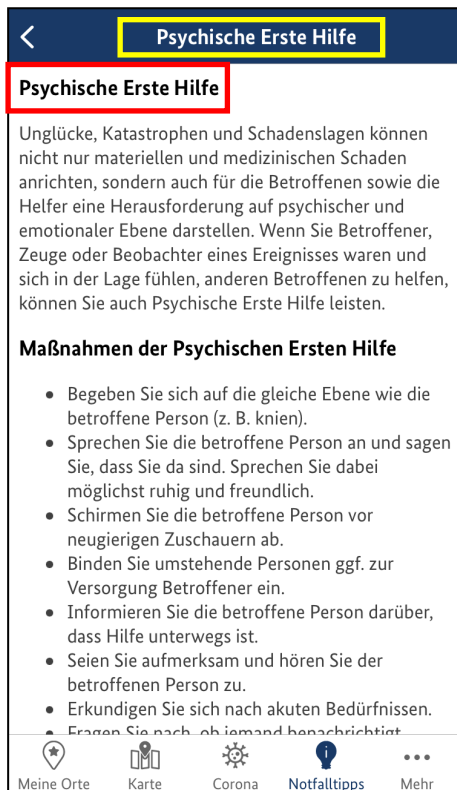 Psychische Erste Hilfe
Psychische Erste Hilfe
Unglücke, Katastrophen und Schadenslagen können
nicht nur materiellen und medizinischen Schaden
anrichten, sondern auch für die Betroffenen sowie die
Helfer eine Herausforderung auf psychischer und
emotionaler Ebene darstellen. Wenn Sie Betroffener,
Zeuge oder Beobachter eines Ereignisses waren und
sich in der Lage fühlen, anderen Betroffenen zu helfen,
können Sie auch Psychische Erste Hilfe leisten.
Maßnahmen der Psychischen Ersten Hilfe
• Begeben Sie sich auf die gleiche Ebene wie die
betroffene Person (z. B. knien).
• Sprechen Sie die betroffene Person an und sagen
Sie, dass Sie da sind. Sprechen Sie dabei
möglichst ruhig und freundlich.
• Schirmen Sie die betroffene Person vor
neugierigen Zuschauern ab.
• Binden Sie umstehende Personen ggf. zur
Versorgung Betroffener ein.
• Informieren Sie die betroffene Person darüber,
dass Hilfe unterwegs ist.
• Seien Sie aufmerksam und hören Sie der
betroffenen Person zu.
• Erkundigen Sie sich nach akuten Bedürfnissen.
• Fragen Sie nach, ob jemand benachrichtigt
Meine Orte
Karte
Corona
Notfalltipps
Mehr